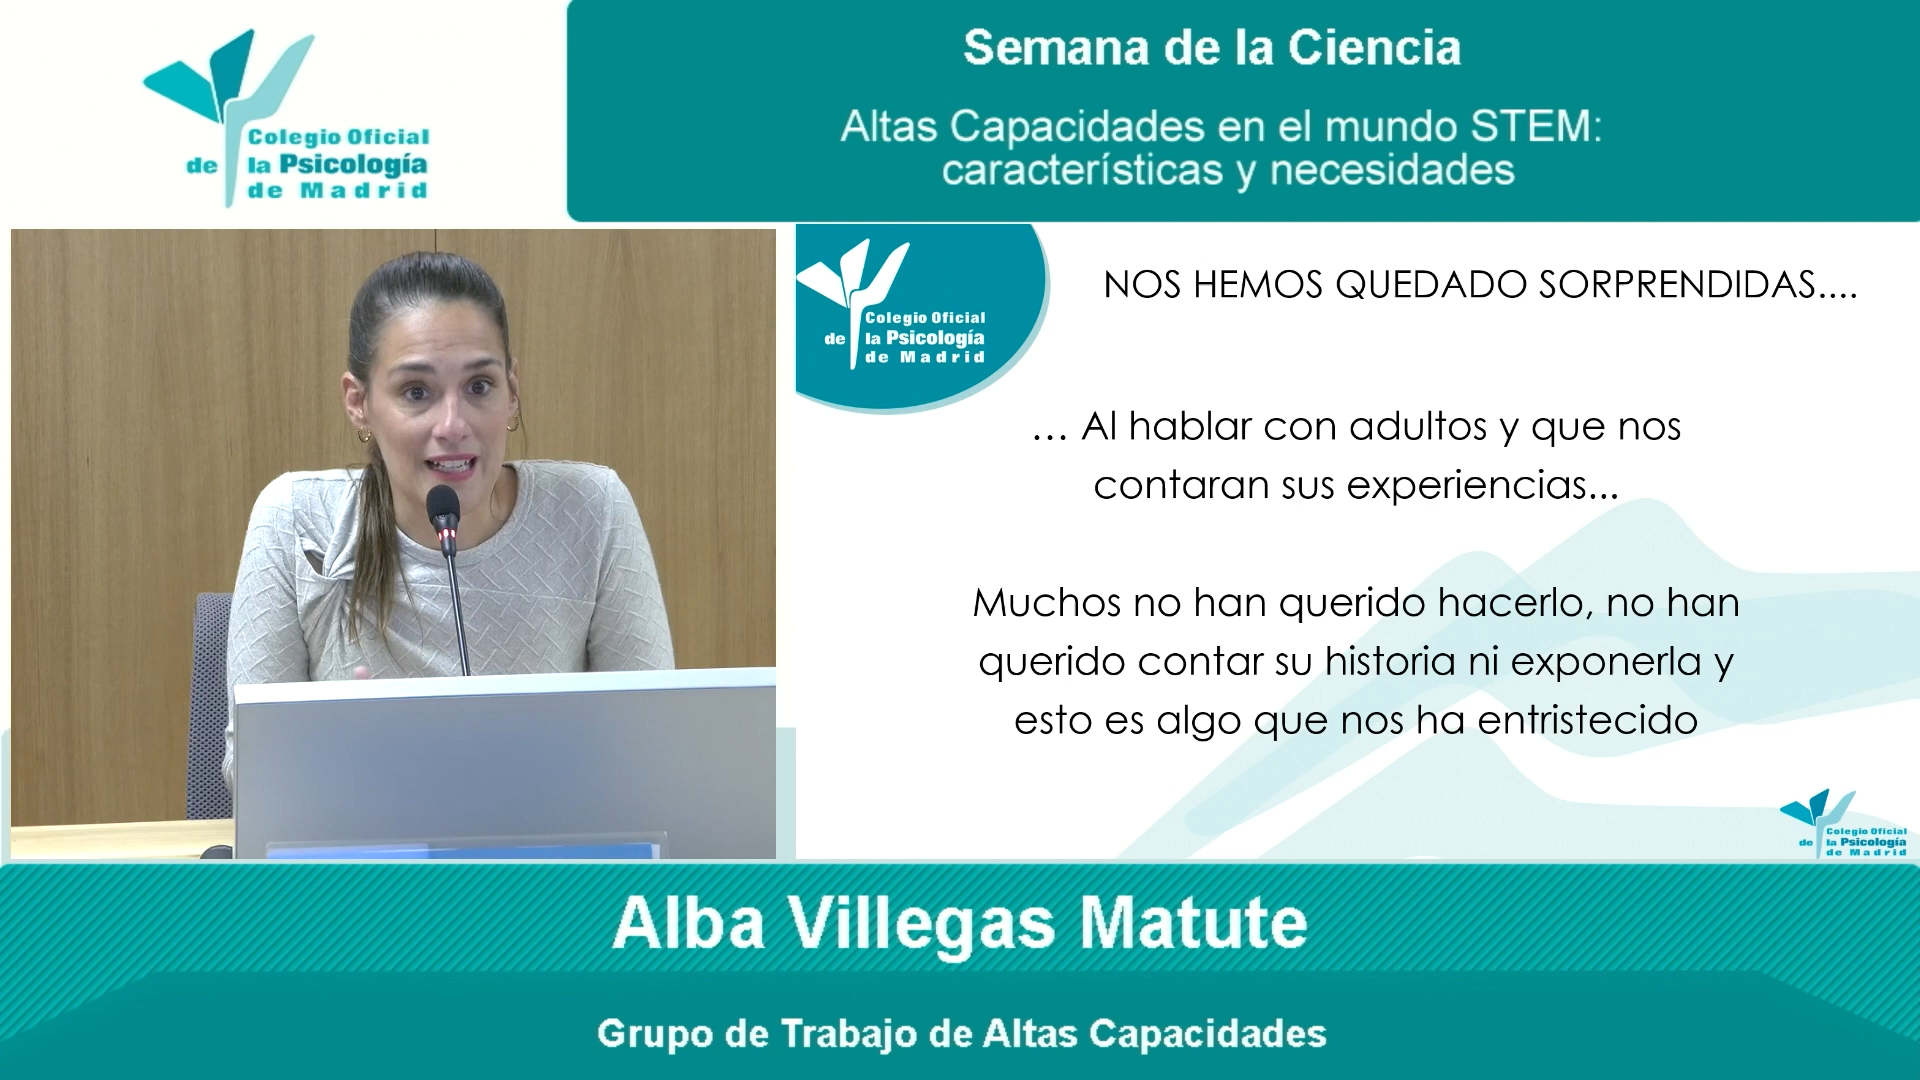 Colegio Oficial
de la Psicología
de Madrid
Semana de la Ciencia
Altas Capacidades en el mundo STEM:
características y necesidades
Colegio Oficial
de la Psicología
de Madrid
NOS HEMOS QUEDADO SORPRENDIDAS....
... Al hablar con adultos y que nos
contaran sus experiencias...
Muchos no han querido hacerlo, no han
querido contar su historia ni exponerla y
esto es algo que nos ha entristecido
Colegio Oficial
de la Psicología
de Madrid
Alba Villegas Matute
Grupo de Trabajo de Altas Capacidades